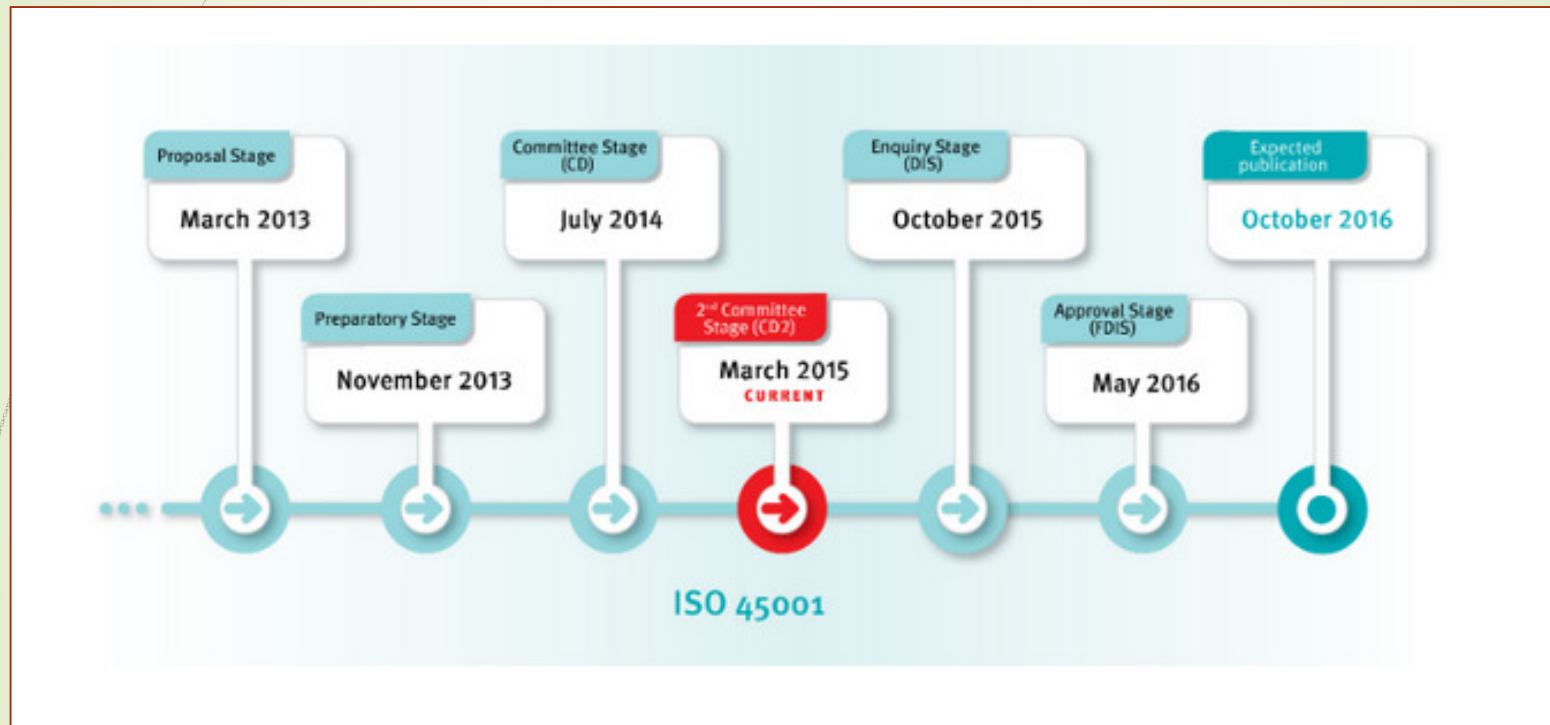 Proposal Stage
March 2013
Preparatory Stage
November 2013
Committee Stage
(CD)
July 2014
2nd Committee
Stage (CD2)
March 2015
CURRENT
Enquiry Stage
(DIS)
October 2015
Approval Stage
(FDIS)
May 2016
Expected
publication
October 2016
ISO 45001